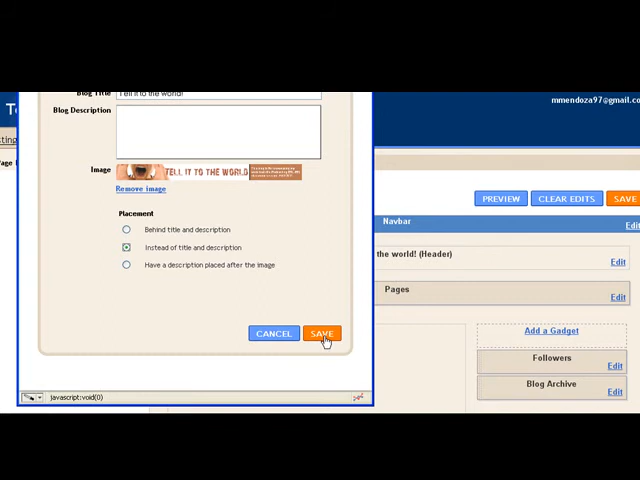 Blog Title
Tell it to the world!
mmendoza97@gmail.co
Blog Description
sting
Page
Image
TELL IT TO THE WORLD
Remove image
PREVIEW
CLEAR EDITS
SAVE
Placement
Navbar
Edit
Behind title and description
Instead of title and description
the world! (Header)
Edit
Have a description placed after the image
Pages
Edit
CANCEL
SAVE
Add a Gadget
Followers
Edit
Blog Archive
Edit
javascript:void(0)